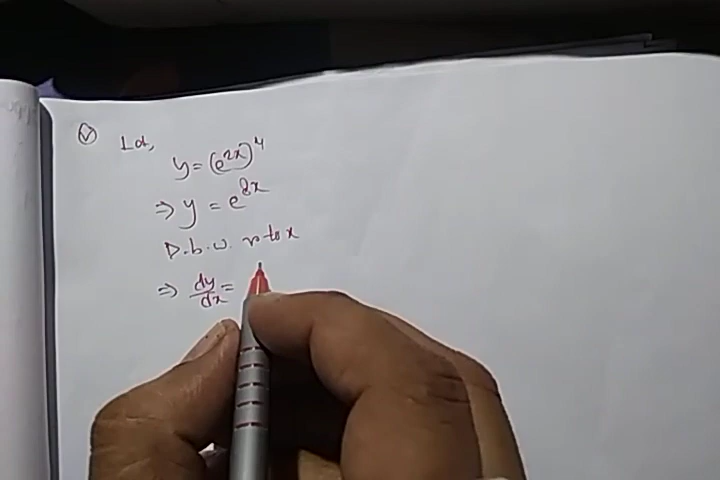 (v) Let,
y = (e^{2x})^4
⇒ y = e^{8x}
D.b.w. r to x
⇒ dy/dx =